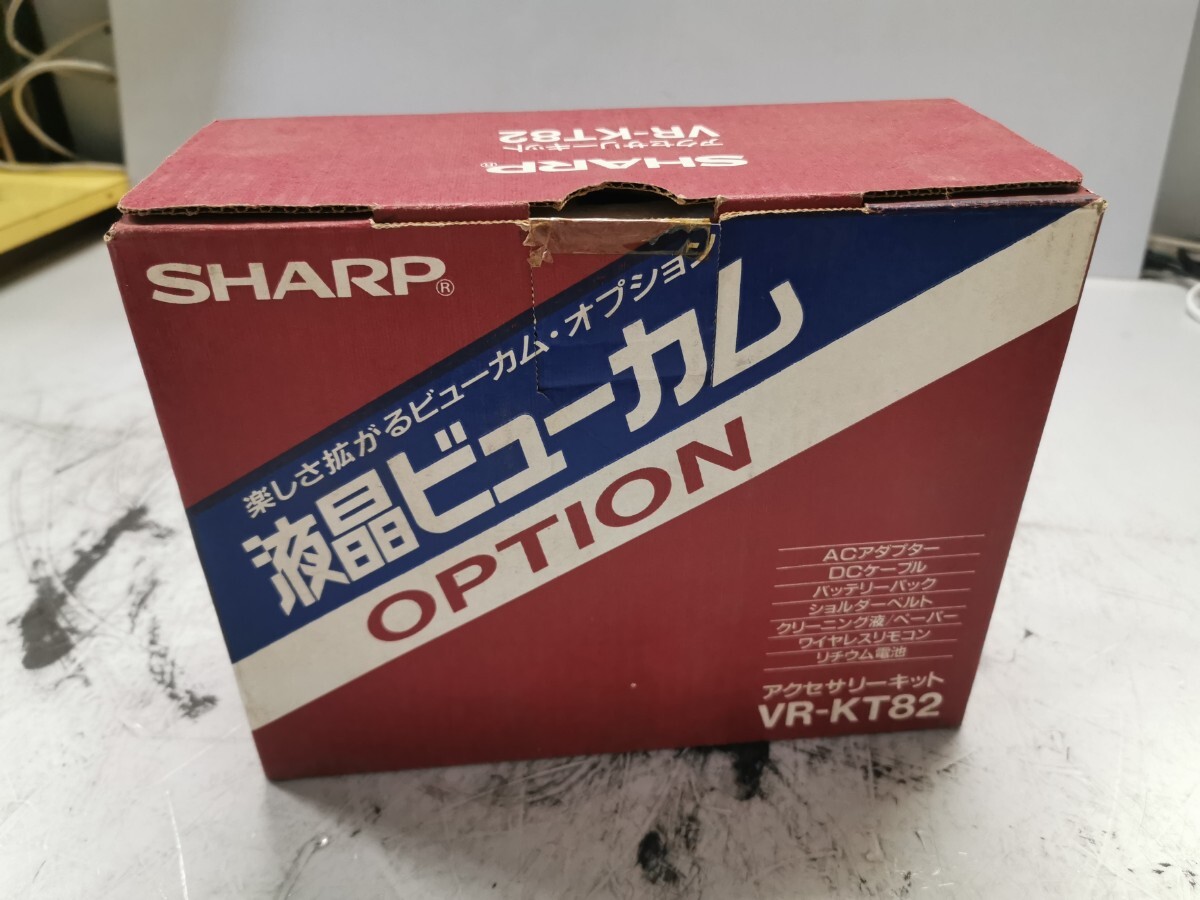 SHARP®
アクセサリーキット
VR-KT82
SHARP®
楽しさ拡がるビューカム・オプション
液晶ビューカム
OPTION
ACアダプター
DCケーブル
バッテリーパック
ショルダーベルト
クリーニング液/ペーパー
ワイヤレスリモコン
リチウム電池
アクセサリーキット
VR-KT82